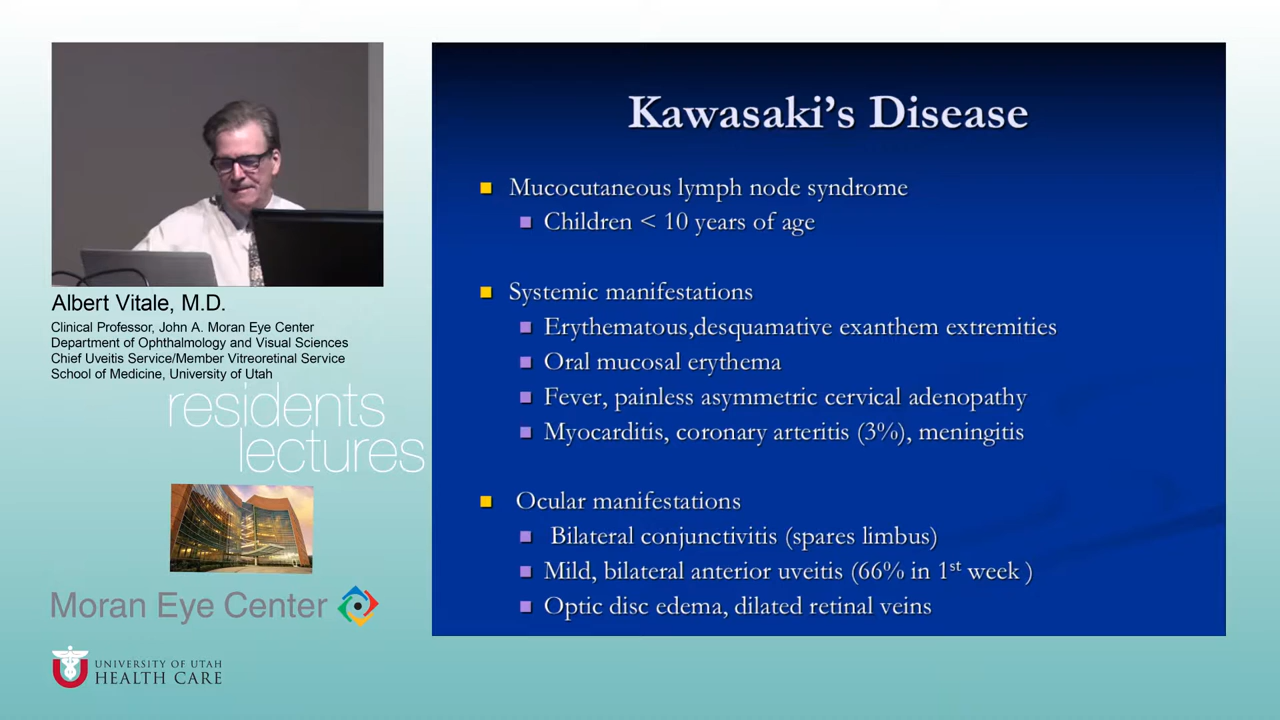 Kawasaki's Disease
Mucocutaneous lymph node syndrome
Children < 10 years of age
Systemic manifestations
Erythematous,desquamative exanthem extremities
Oral mucosal erythema
Fever, painless asymmetric cervical adenopathy
Myocarditis, coronary arteritis (3%), meningitis
Ocular manifestations
Bilateral conjunctivitis (spares limbus)
Mild, bilateral anterior uveitis (66% in 1st week )
Optic disc edema, dilated retinal veins
Albert Vitale, M.D.
Clinical Professor, John A. Moran Eye Center
Department of Ophthalmology and Visual Sciences
Chief Uveitis Service/Member Vitreoretinal Service
School of Medicine, University of Utah
residents
lectures
Moran Eye Center
UNIVERSITY OF UTAH
HEALTH CARE